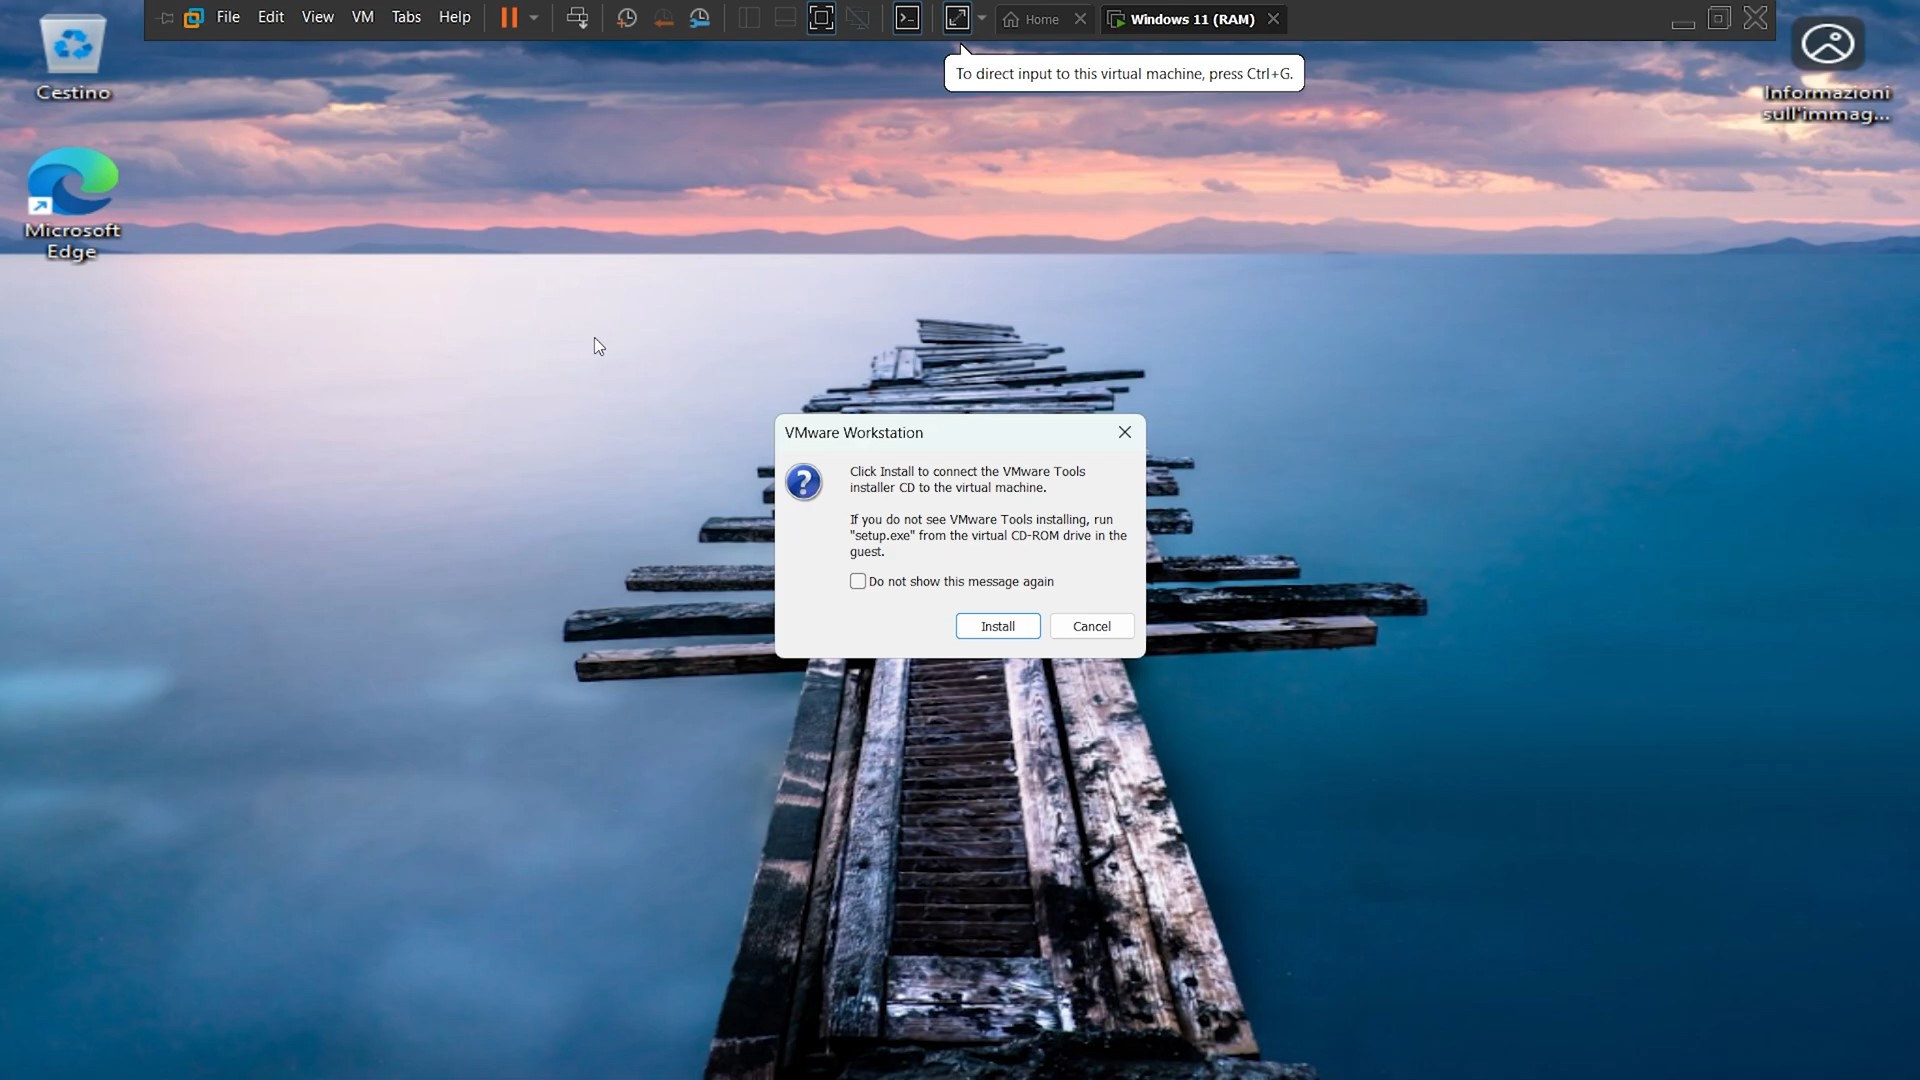 File Edit View VM Tabs Help
Home
Windows 11 (RAM)
To direct input to this virtual machine, press Ctrl+G.
Cestino
Informazioni
sull'immag...
Microsoft
Edge
VMware Workstation
Click Install to connect the VMware Tools
installer CD to the virtual machine.
If you do not see VMware Tools installing, run
"setup.exe" from the virtual CD-ROM drive in the
guest.
Do not show this message again
Install
Cancel